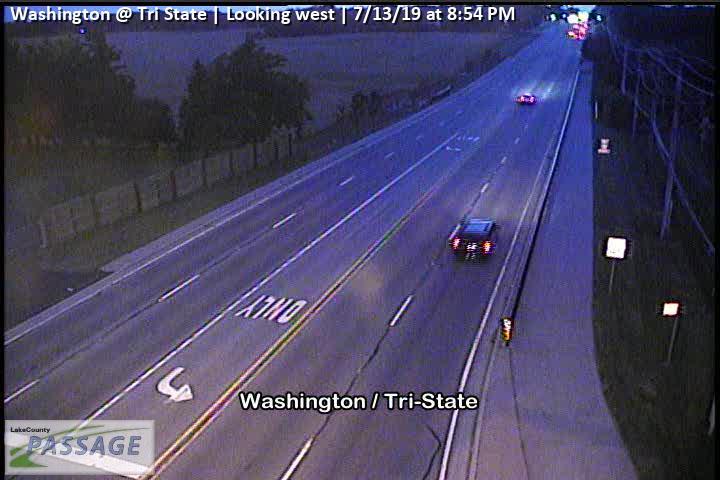 Washington @ Tri State | Looking west | 7/13/19 at 8:54 PM
ONLY
Washington / Tri-State
LakeCounty
PASSAGE